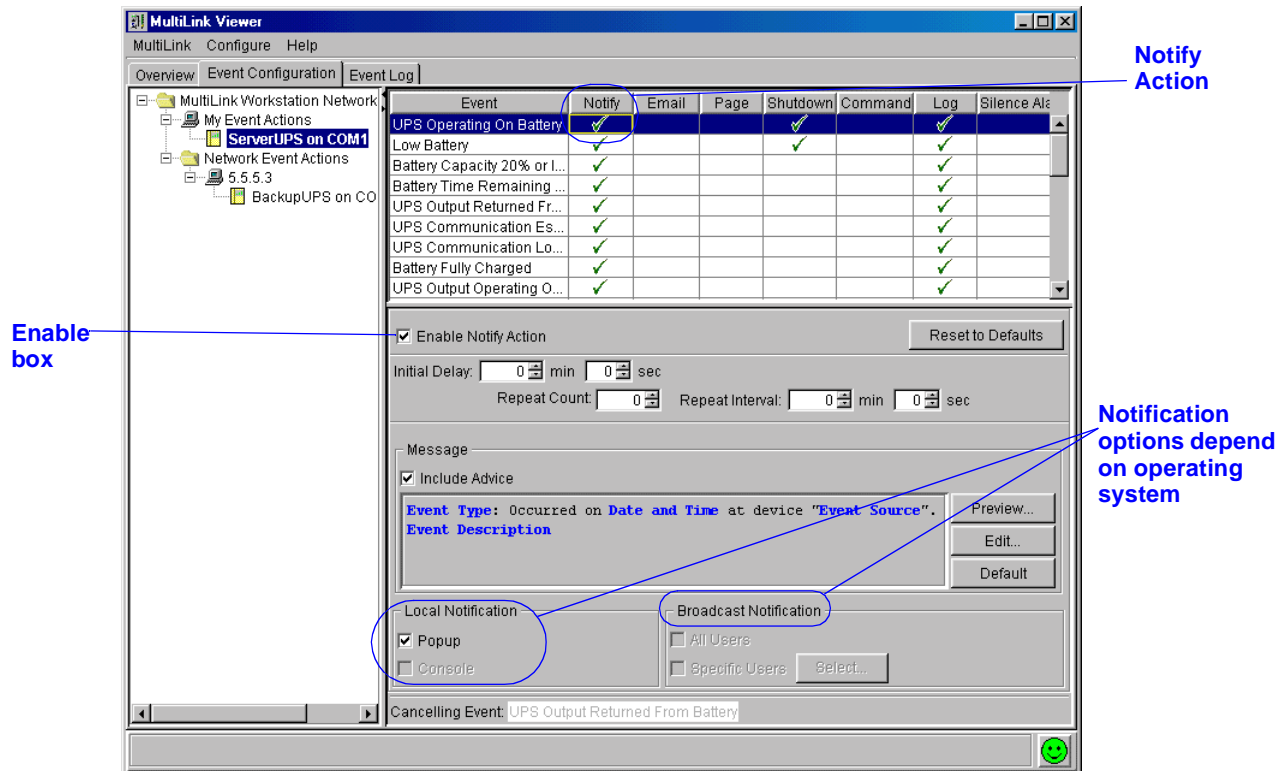 MultiLink Viewer
MultiLink Configure Help
Overview Event Configuration Event Log
Notify
Action
MultiLink Workstation Network
My Event Actions
ServerUPS on COM1
Network Event Actions
5.5.5.3
BackupUPS on CO
Event Notify Email Page Shutdown Command Log Silence Ala
UPS Operating On Battery
Low Battery
Battery Capacity 20% or l...
Battery Time Remaining ...
UPS Output Returned Fr...
UPS Communication Es...
UPS Communication Lo...
Battery Fully Charged
UPS Output Operating O...
Enable
box
Enable Notify Action Reset to Defaults
Initial Delay: 0 min 0 sec
Repeat Count: 0 Repeat Interval: 0 min 0 sec
Notification
options depend
on operating
system
Message
Include Advice
Event Type: Occurred on Date and Time at device "Event Source".
Event Description
Preview...
Edit...
Default
Local Notification
Popup
Console
Broadcast Notification
All Users
Specific Users Select...
Cancelling Event: UPS Output Returned From Battery